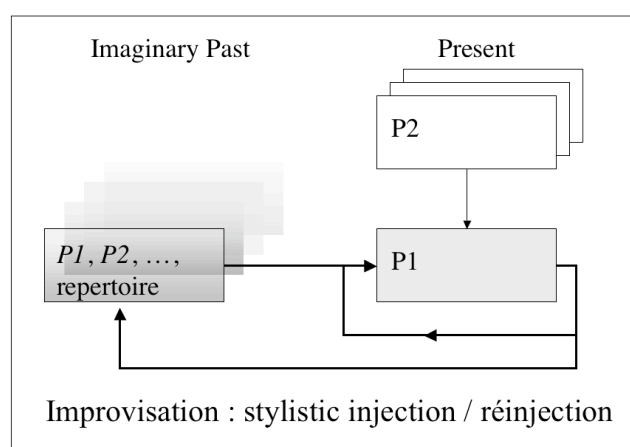 Imaginary Past
Present
P2
P1, P2, …,
repertoire
P1
Improvisation : stylistic injection / réinjection